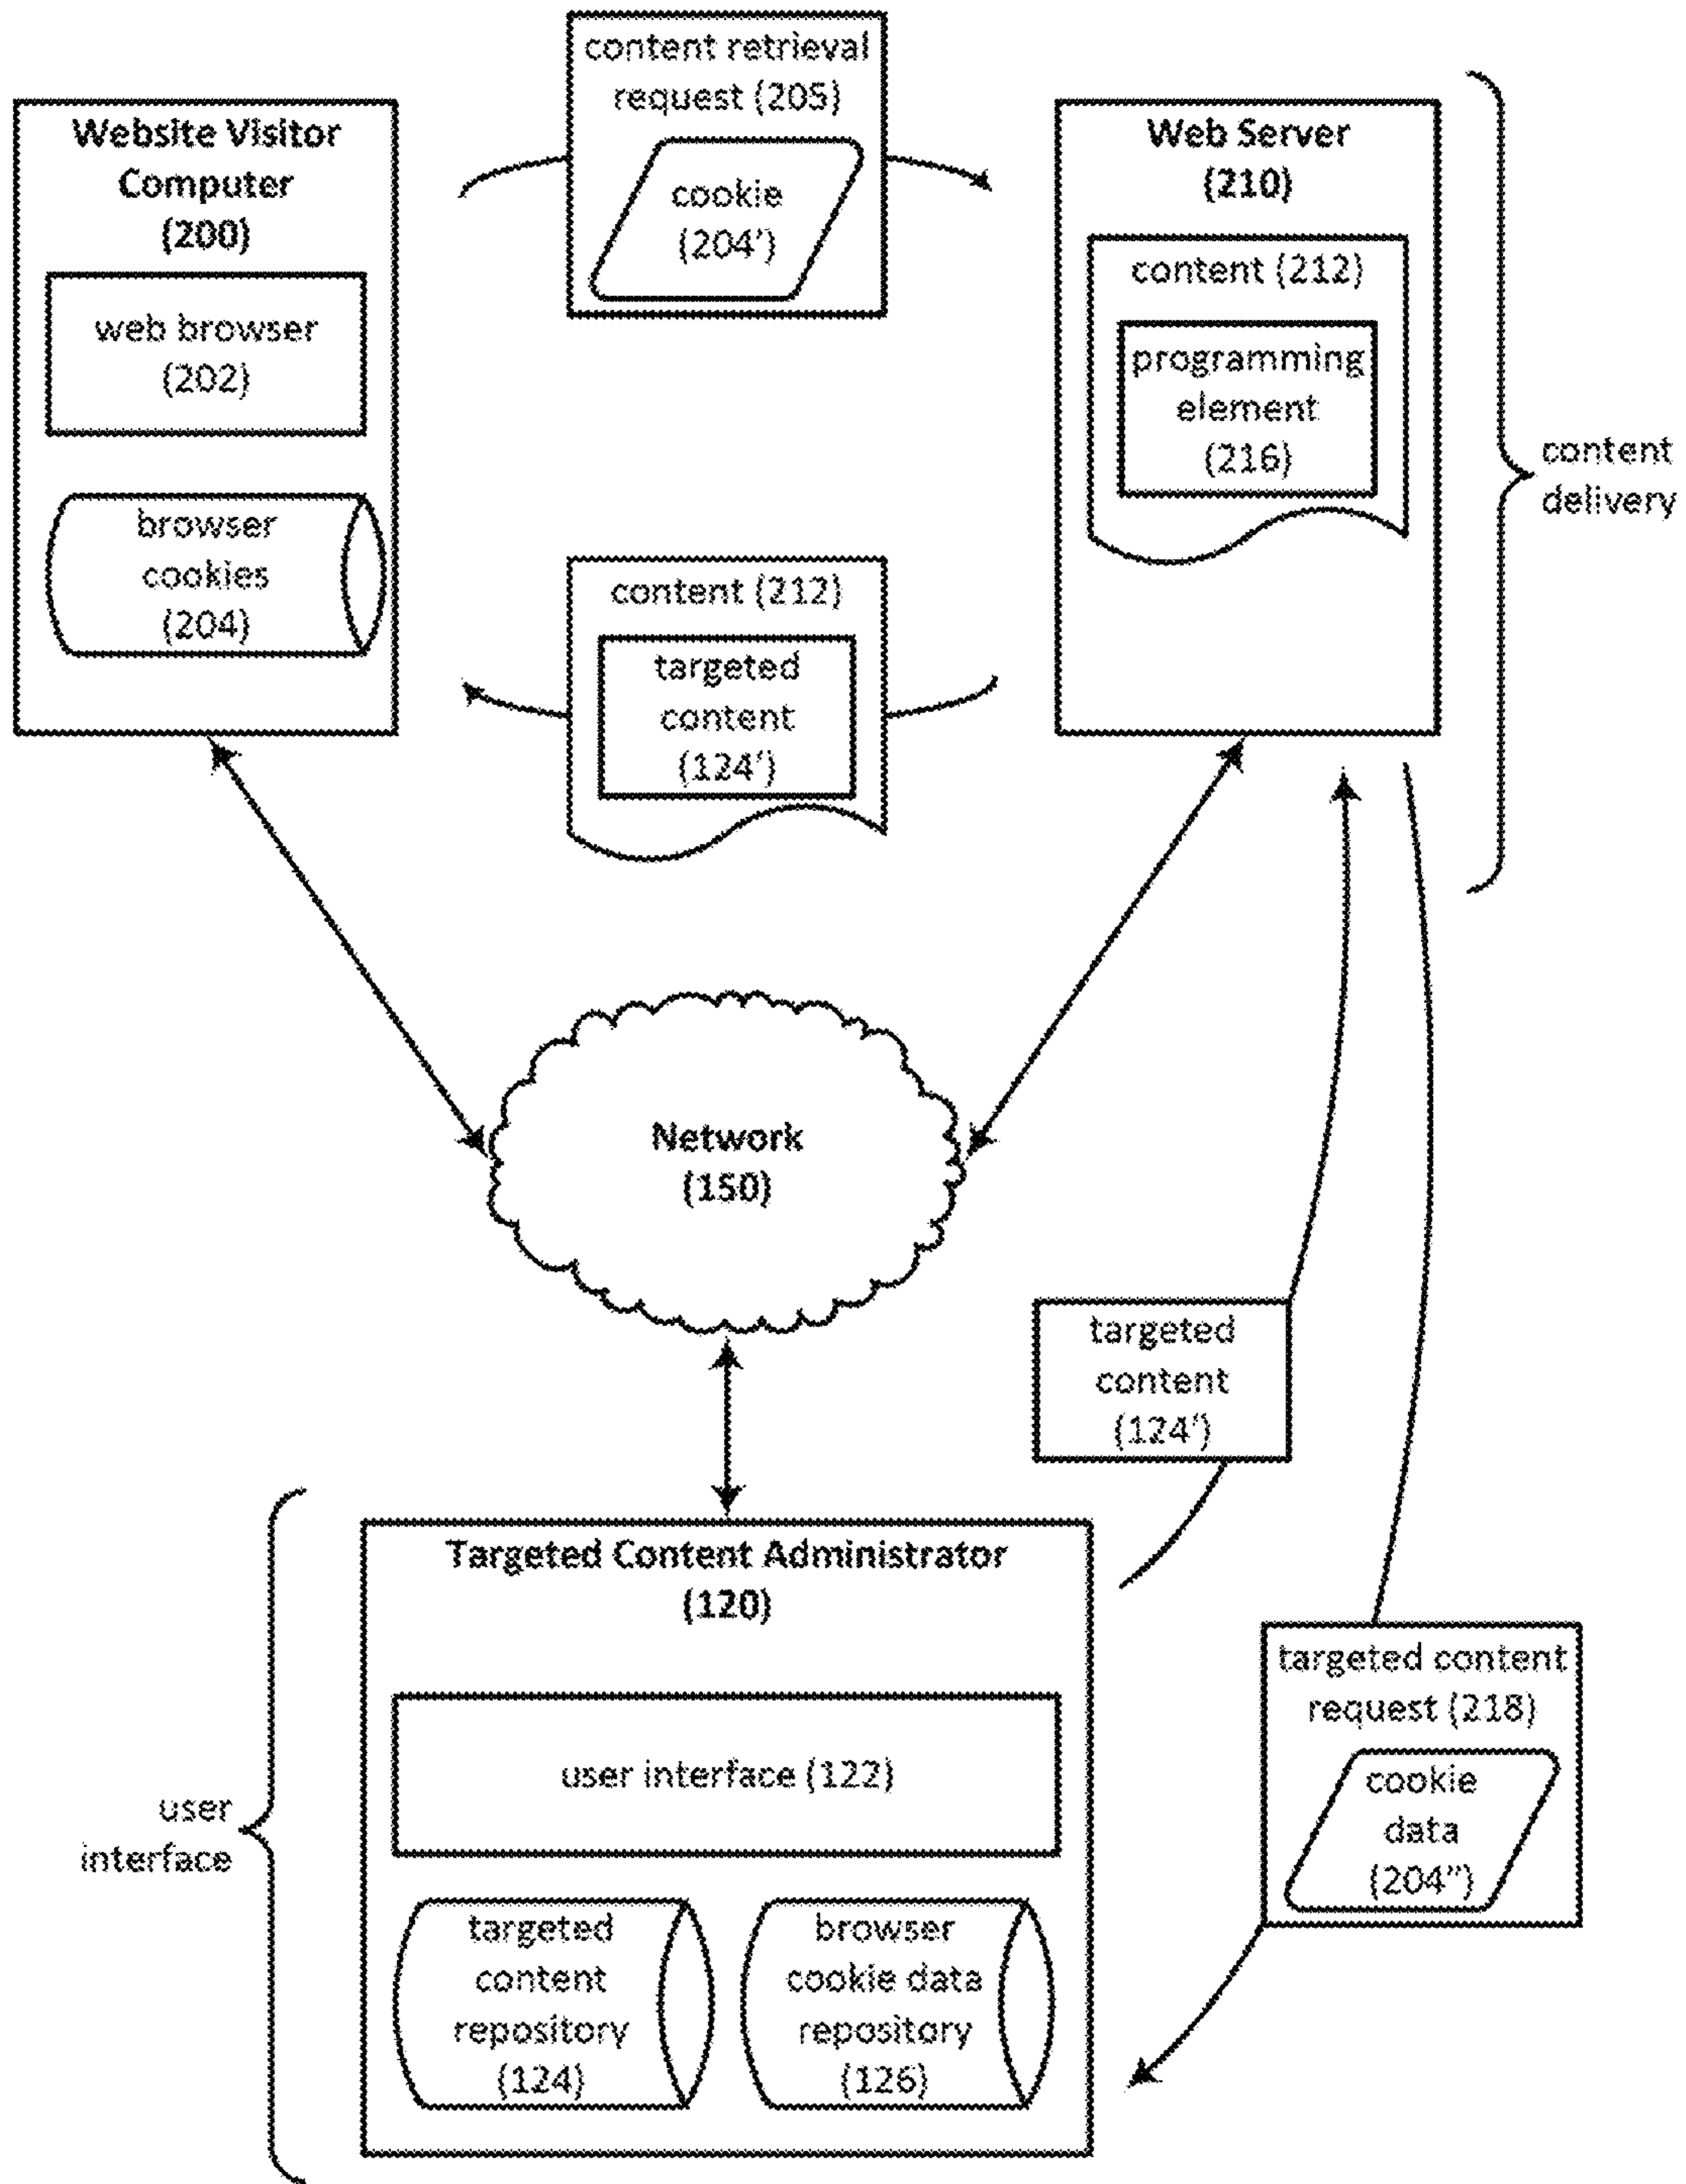 content retrieval
request (205)
cookie
(204')
Website Visitor
Computer
(200)
web browser
(202)
browser
cookies
(204)
Web Server
(210)
content (212)
programming
element
(216)
content
delivery
content (212)
targeted
content
(124')
Network
(150)
targeted
content
(124')
Targeted Content Administrator
(120)
user interface (122)
targeted
content
repository
(124)
browser
cookie data
repository
(126)
user
interface
targeted content
request (218)
cookie
data
(204")